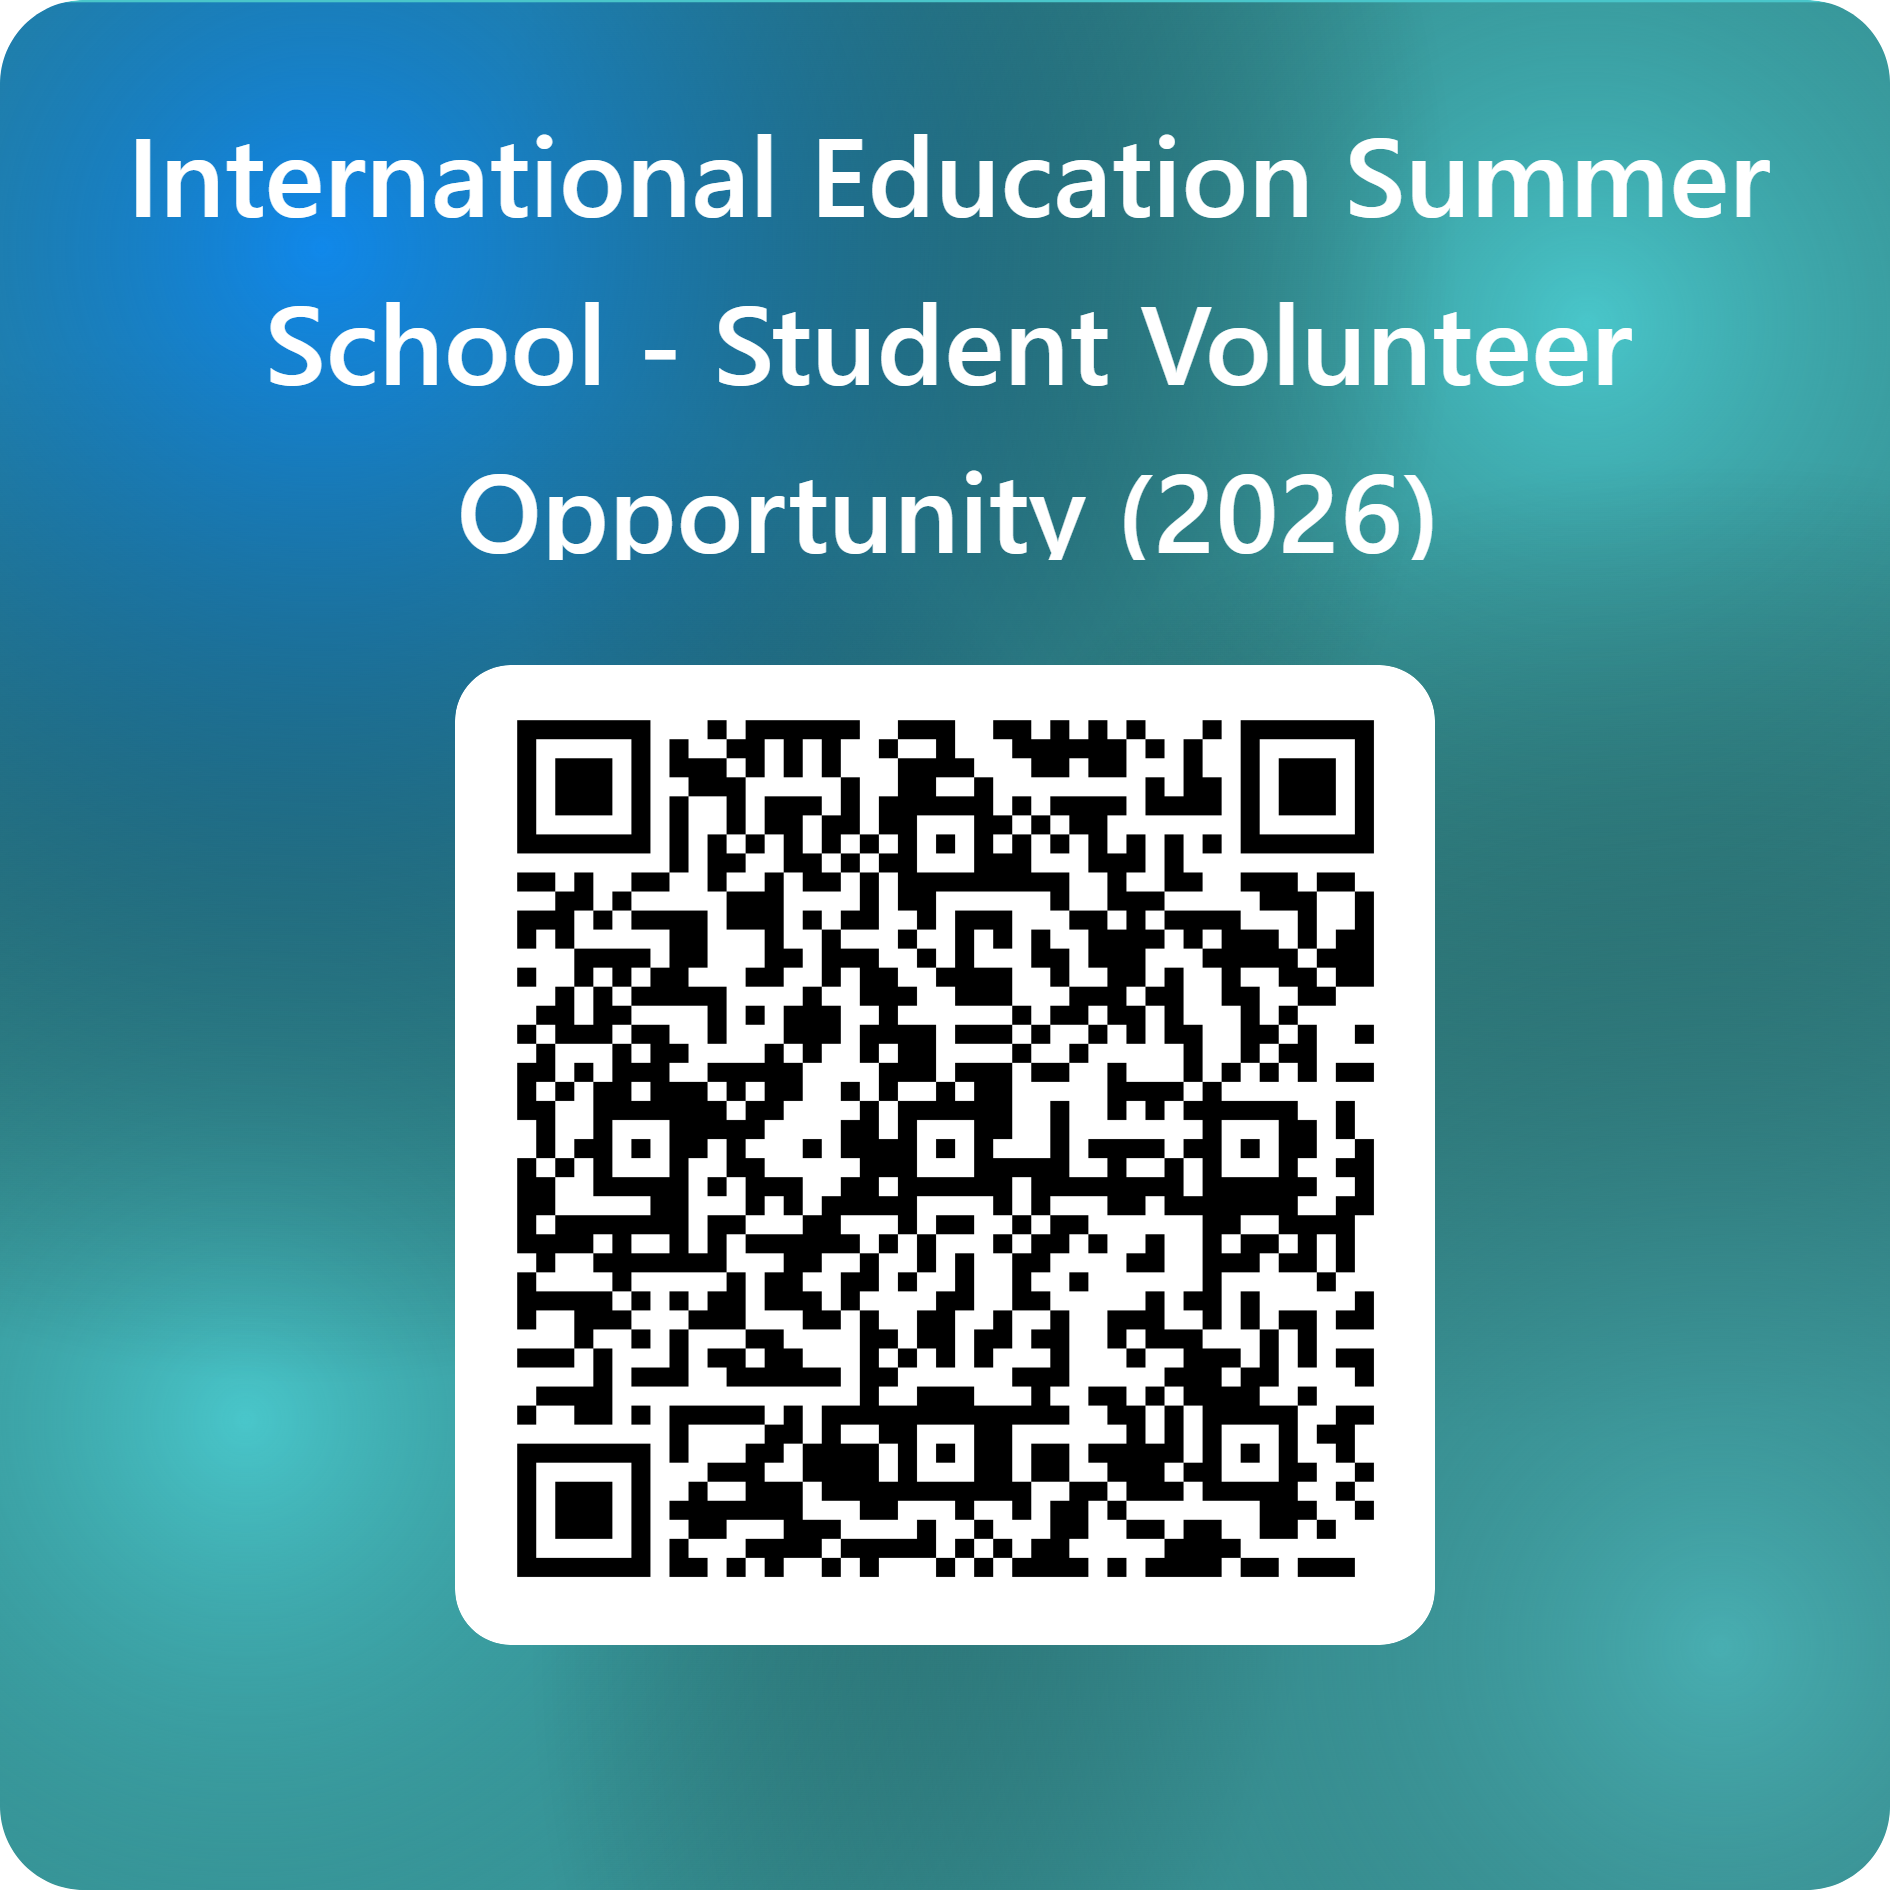 International Education Summer
School - Student Volunteer
Opportunity (2026)